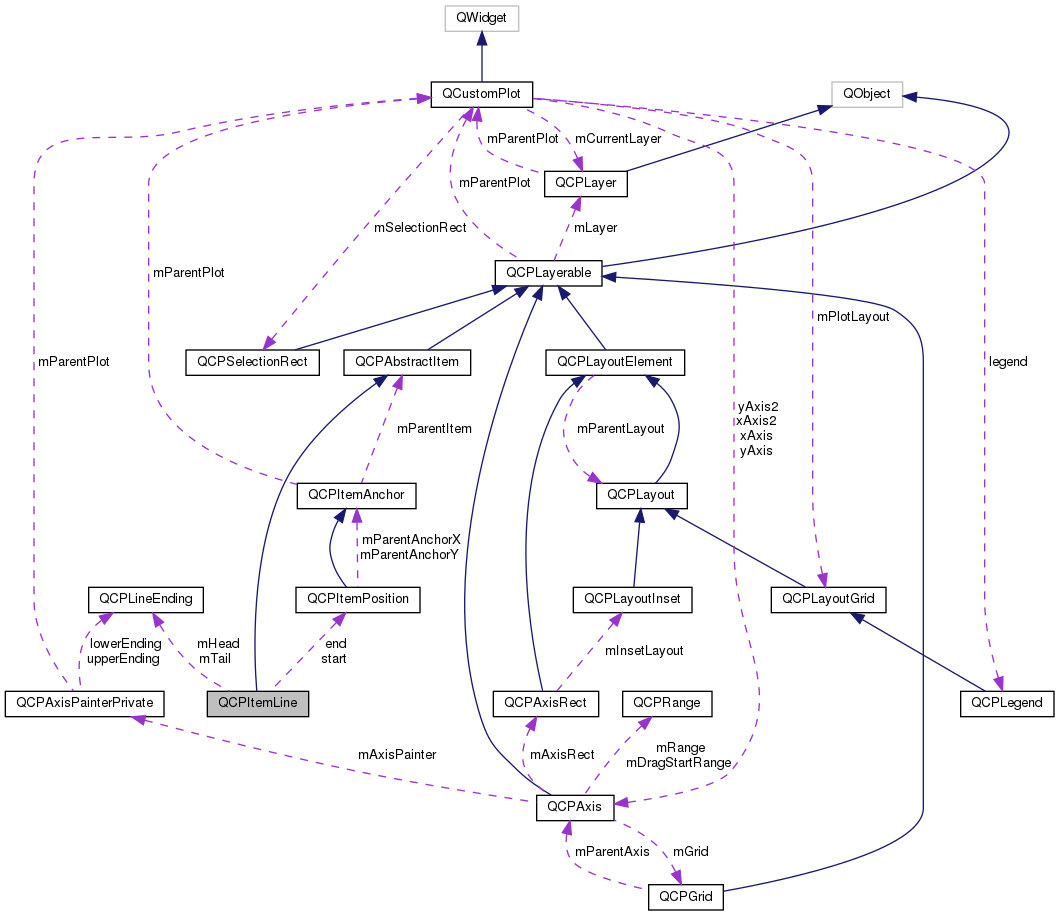 QWidget
QCustomPlot
QObject
mParentPlot
mCurrentLayer
QCPLayer
mParentPlot
mSelectionRect
mLayer
mParentPlot
QCPLayerable
mPlotLayout
mParentPlot
QCPSelectionRect
QCPAbstractItem
QCPLayoutElement
legend
yAxis2
xAxis2
xAxis
yAxis
mParentItem
mParentLayout
QCPItemAnchor
QCPLayout
mParentAnchorX
mParentAnchorY
QCPLineEnding
QCPItemPosition
QCPLayoutInset
QCPLayoutGrid
lowerEnding
upperEnding
mHead
mTail
end
start
mInsetLayout
QCPAxisPainterPrivate
QCPItemLine
QCPAxisRect
QCPRange
QCPLegend
mAxisPainter
mAxisRect
mRange
mDragStartRange
QCPAxis
mParentAxis
mGrid
QCPGrid